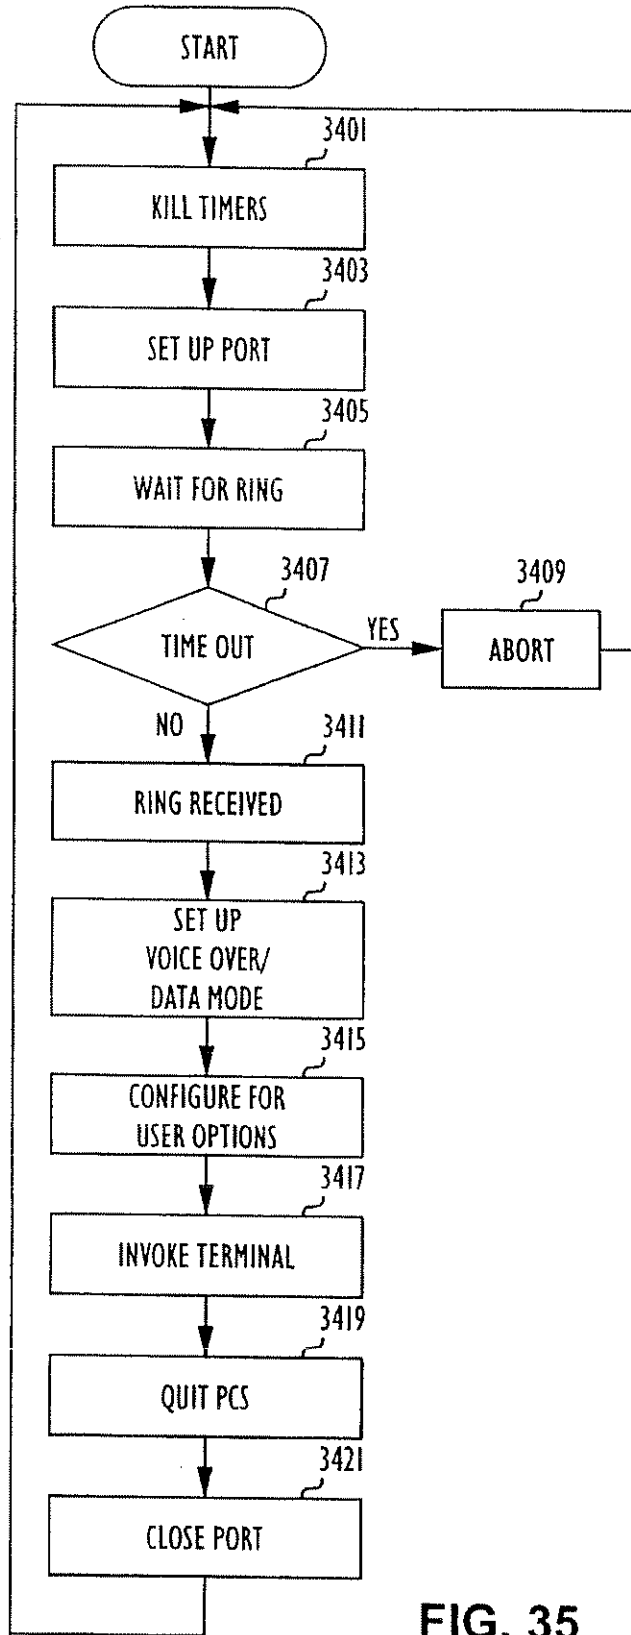 START
3401
KILL TIMERS
3403
SET UP PORT
3405
WAIT FOR RING
3407
TIME OUT
YES
3409
ABORT
NO
3411
RING RECEIVED
3413
SET UP
VOICE OVER/
DATA MODE
3415
CONFIGURE FOR
USER OPTIONS
3417
INVOKE TERMINAL
3419
QUIT PCS
3421
CLOSE PORT
FIG. 35